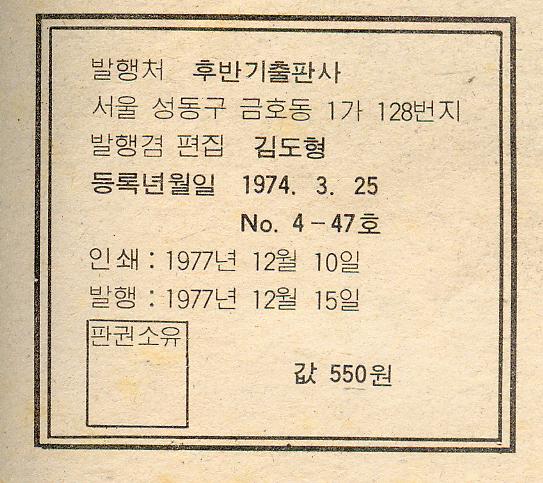 발행처 후반기출판사
서울 성동구 금호동 1가 128번지
발행겸 편집 김도형
등록년월일 1974. 3. 25
No. 4-47호
인쇄 : 1977년 12월 10일
발행 : 1977년 12월 15일
판권소유
값 550원